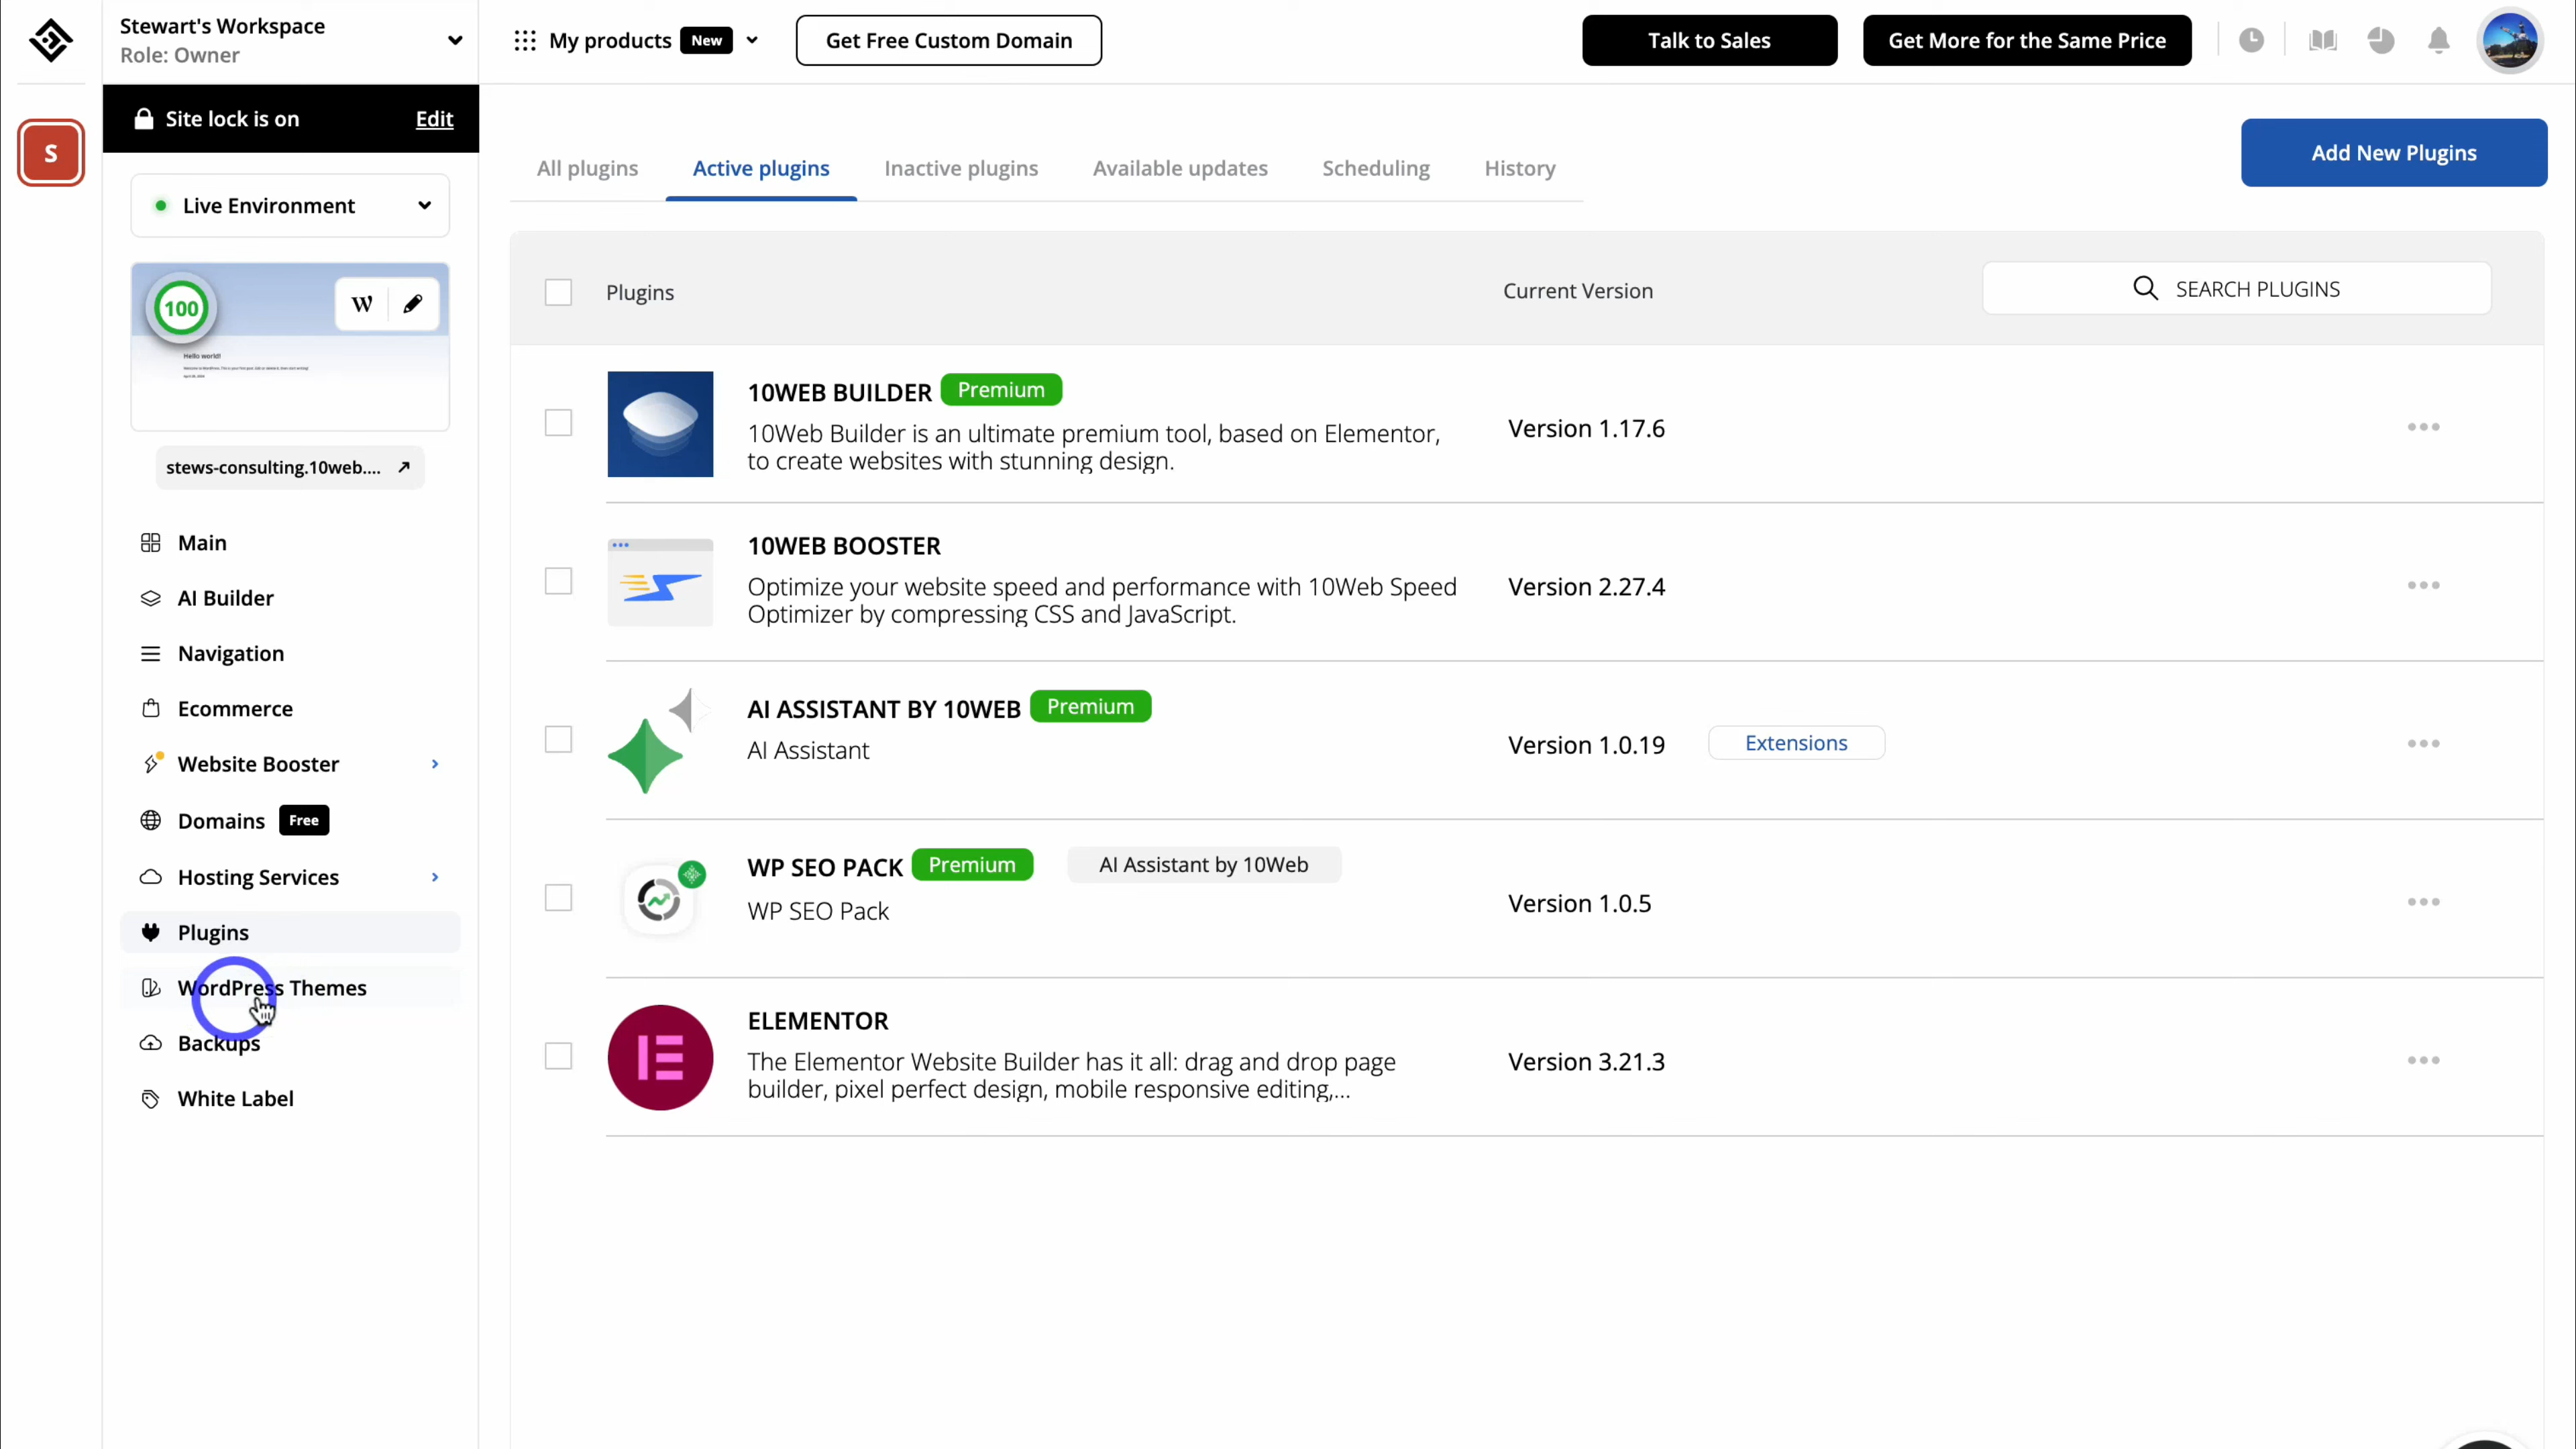 Stewart's Workspace
Role: Owner
My products New
Get Free Custom Domain
Talk to Sales
Get More for the Same Price
S
Site lock is on Edit
Live Environment
100
W
Hello world!
stews-consulting.10web....
Main
AI Builder
Navigation
Ecommerce
Website Booster
Domains Free
Hosting Services
Plugins
WordPress Themes
Backups
White Label
All plugins Active plugins Inactive plugins Available updates Scheduling History
Add New Plugins
Plugins Current Version SEARCH PLUGINS
10WEB BUILDER Premium
10Web Builder is an ultimate premium tool, based on Elementor,
to create websites with stunning design.
Version 1.17.6
10WEB BOOSTER
Optimize your website speed and performance with 10Web Speed
Optimizer by compressing CSS and JavaScript.
Version 2.27.4
AI ASSISTANT BY 10WEB Premium
AI Assistant
Version 1.0.19 Extensions
WP SEO PACK Premium AI Assistant by 10Web
WP SEO Pack
Version 1.0.5
ELEMENTOR
The Elementor Website Builder has it all: drag and drop page
builder, pixel perfect design, mobile responsive editing,...
Version 3.21.3